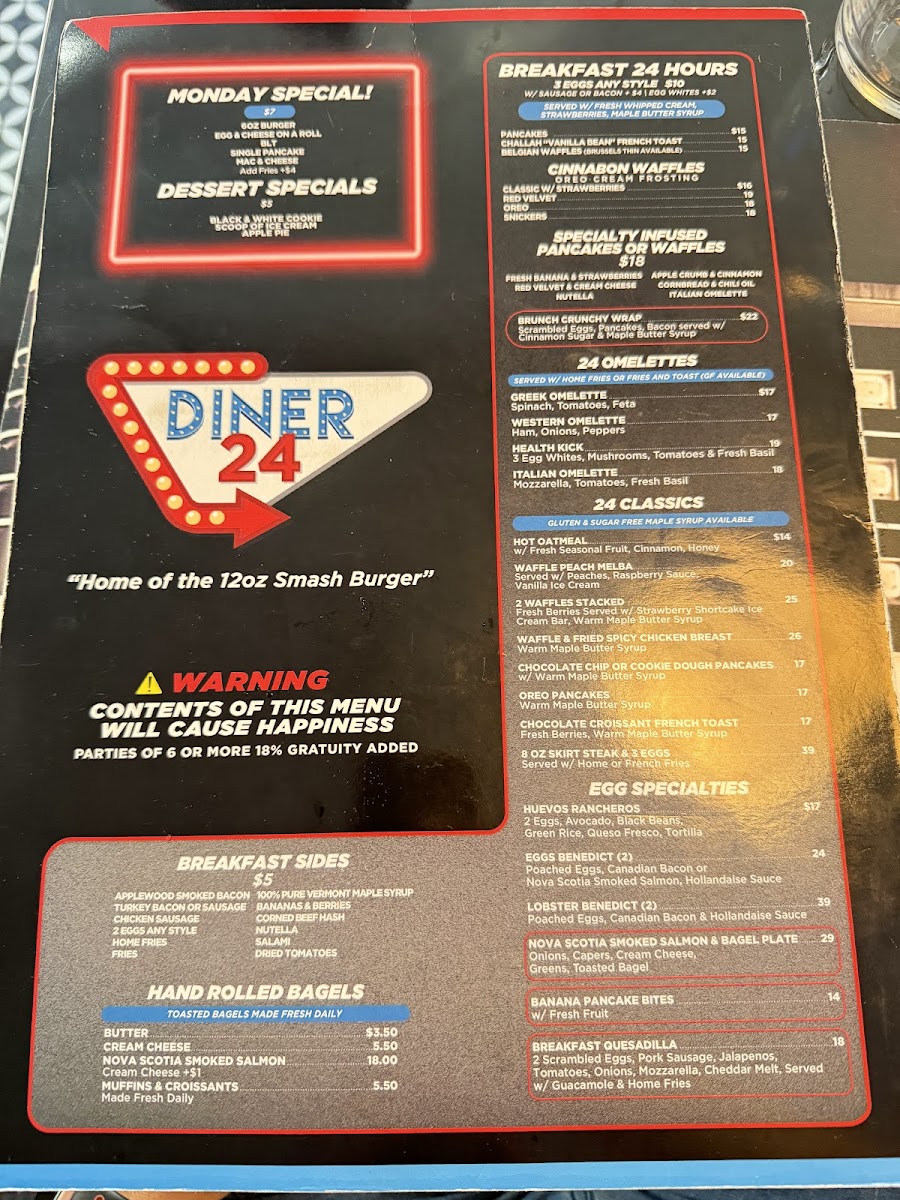 MONDAY SPECIAL!
$7
6OZ BURGER
EGG & CHEESE ON A ROLL
BLT
SINGLE PANCAKE
MAC & CHEESE
Add Fries +$4
DESSERT SPECIALS
$5
BLACK & WHITE COOKIE
SCOOP OF ICE CREAM
APPLE PIE
DINER
24
"Home of the 12oz Smash Burger"
WARNING
CONTENTS OF THIS MENU
WILL CAUSE HAPPINESS
PARTIES OF 6 OR MORE 18% GRATUITY ADDED
BREAKFAST SIDES
$5
APPLEWOOD SMOKED BACON
TURKEY BACON OR SAUSAGE
CHICKEN SAUSAGE
2 EGGS ANY STYLE
HOME FRIES
FRIES
100% PURE VERMONT MAPLE SYRUP
BANANAS & BERRIES
CORNED BEEF HASH
NUTELLA
SALAMI
DRIED TOMATOES
HAND ROLLED BAGELS
TOASTED BAGELS MADE FRESH DAILY
BUTTER $3.50
CREAM CHEESE 5.50
NOVA SCOTIA SMOKED SALMON 18.00
Cream Cheese +$1
MUFFINS & CROISSANTS 5.50
Made Fresh Daily
BREAKFAST 24 HOURS
3 EGGS ANY STYLE $10
W/ SAUSAGE OR BACON + $4 | EGG WHITES +$2
SERVED W/ FRESH WHIPPED CREAM,
STRAWBERRIES, MAPLE BUTTER SYRUP
PANCAKES $15
CHALLAH "VANILLA BEAN" FRENCH TOAST 15
BELGIAN WAFFLES (BRUSSELS THIN AVAILABLE) 15
CINNABON WAFFLES
OREO CREAM FROSTING
CLASSIC W/ STRAWBERRIES $16
RED VELVET 19
OREO 18
SNICKERS 18
SPECIALTY INFUSED
PANCAKES OR WAFFLES
$18
FRESH BANANA & STRAWBERRIES
RED VELVET & CREAM CHEESE
NUTELLA
APPLE CRUMB & CINNAMON
CORNBREAD & CHILI OIL
ITALIAN OMELETTE
BRUNCH CRUNCHY WRAP $22
Scrambled Eggs, Pancakes, Bacon served w/
Cinnamon Sugar & Maple Butter Syrup
24 OMELETTES
SERVED W/ HOME FRIES OR FRIES AND TOAST (GF AVAILABLE)
GREEK OMELETTE $17
Spinach, Tomatoes, Feta
WESTERN OMELETTE 17
Ham, Onions, Peppers
HEALTH KICK 19
3 Egg Whites, Mushrooms, Tomatoes & Fresh Basil
ITALIAN OMELETTE 18
Mozzarella, Tomatoes, Fresh Basil
24 CLASSICS
GLUTEN & SUGAR FREE MAPLE SYRUP AVAILABLE
HOT OATMEAL $14
w/ Fresh Seasonal Fruit, Cinnamon, Honey
WAFFLE PEACH MELBA 20
Served w/ Peaches, Raspberry Sauce,
Vanilla Ice Cream
2 WAFFLES STACKED 25
Fresh Berries Served w/ Strawberry Shortcake Ice
Cream Bar, Warm Maple Butter Syrup
WAFFLE & FRIED SPICY CHICKEN BREAST 26
Warm Maple Butter Syrup
CHOCOLATE CHIP OR COOKIE DOUGH PANCAKES 17
w/ Warm Maple Butter Syrup
OREO PANCAKES 17
Warm Maple Butter Syrup
CHOCOLATE CROISSANT FRENCH TOAST 17
Fresh Berries, Warm Maple Butter Syrup
8 OZ SKIRT STEAK & 3 EGGS 39
Served w/ Home or French Fries
EGG SPECIALTIES
HUEVOS RANCHEROS $17
2 Eggs, Avocado, Black Beans,
Green Rice, Queso Fresco, Tortilla
EGGS BENEDICT (2) 24
Poached Eggs, Canadian Bacon or
Nova Scotia Smoked Salmon, Hollandaise Sauce
LOBSTER BENEDICT (2) 39
Poached Eggs, Canadian Bacon & Hollandaise Sauce
NOVA SCOTIA SMOKED SALMON & BAGEL PLATE 29
Onions, Capers, Cream Cheese,
Greens, Toasted Bagel
BANANA PANCAKE BITES 14
w/ Fresh Fruit
BREAKFAST QUESADILLA 18
2 Scrambled Eggs, Pork Sausage, Jalapenos,
Tomatoes, Onions, Mozzarella, Cheddar Melt, Served
w/ Guacamole & Home Fries